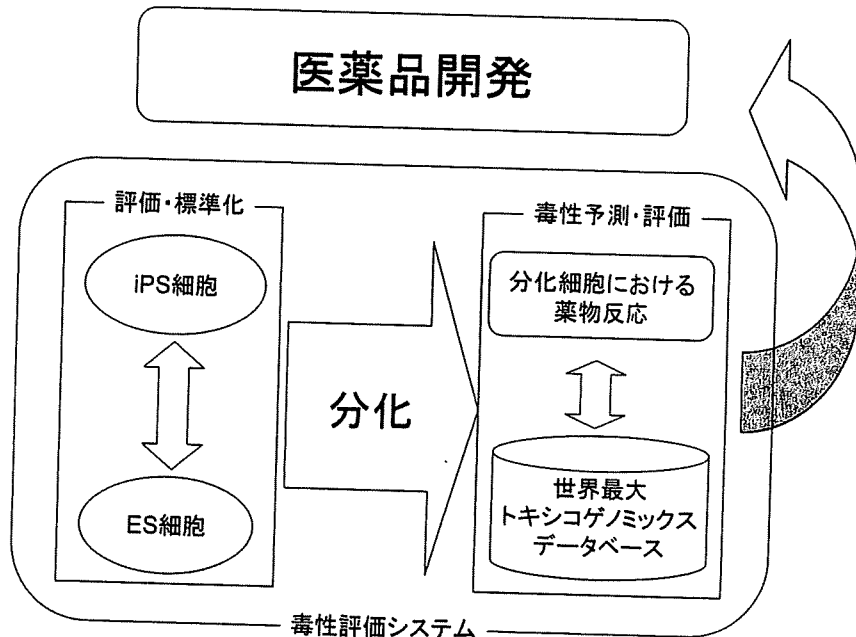 医薬品開発
評価・標準化
iPS細胞
ES細胞
分化
毒性予測・評価
分化細胞における
薬物反応
世界最大
トキシコゲノミックス
データベース
毒性評価システム